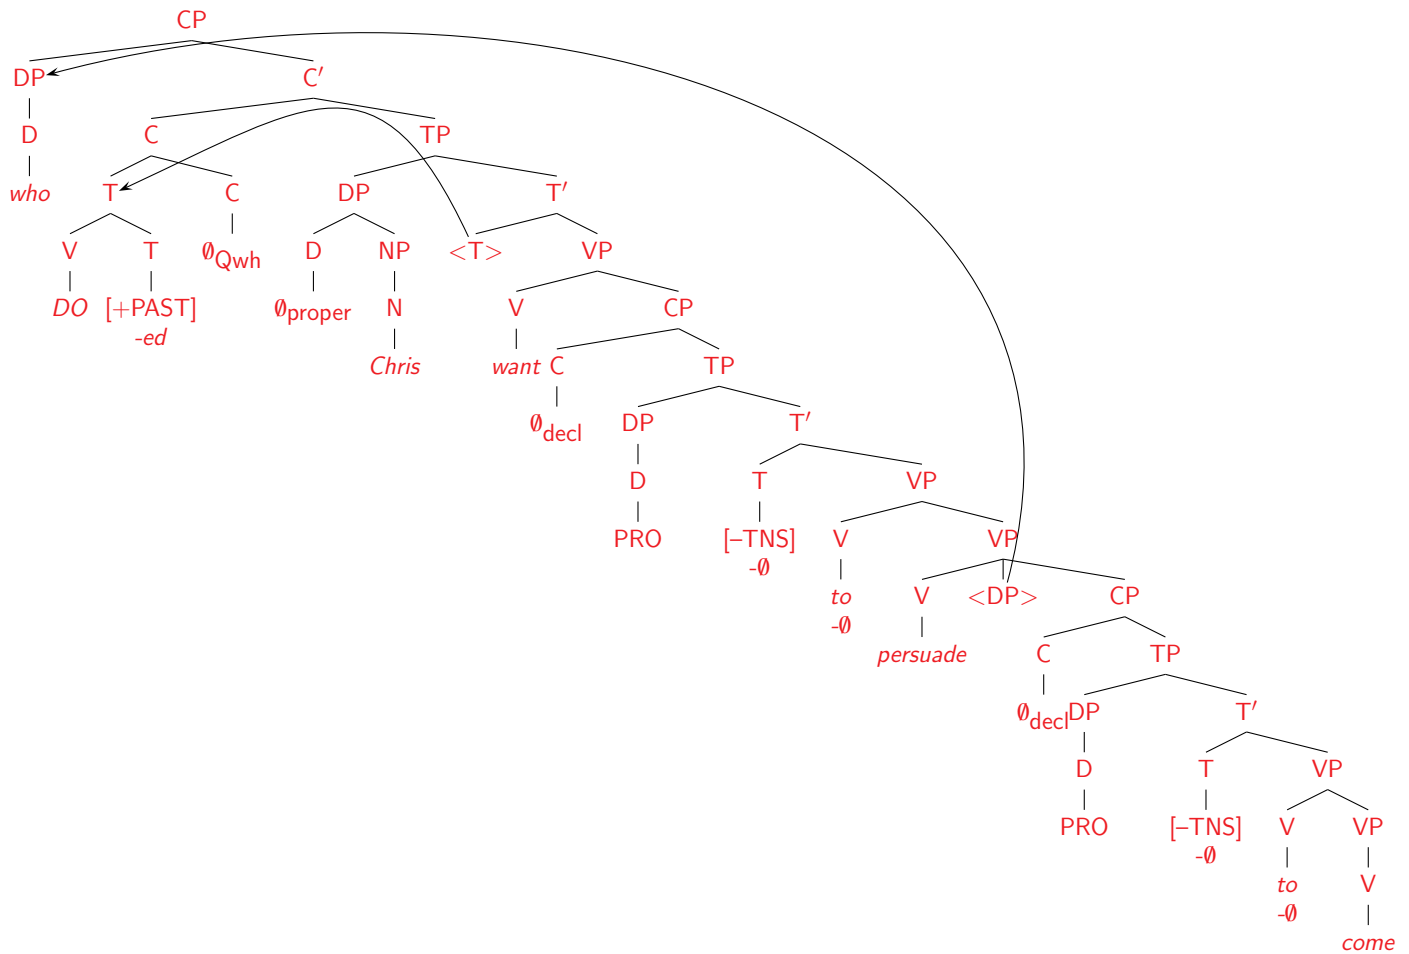 CP
DP C′
D C TP
who T C DP T′
V T ∅Qwh D NP <T> VP
DO [+PAST] ∅proper N V CP
-ed
Chris want C TP
∅decl DP T′
D T VP
PRO [–TNS] V VP
-∅
to V <DP> CP
-∅
persuade C TP
∅decl DP T′
D T VP
PRO [–TNS] V VP
-∅
to V
-∅
come